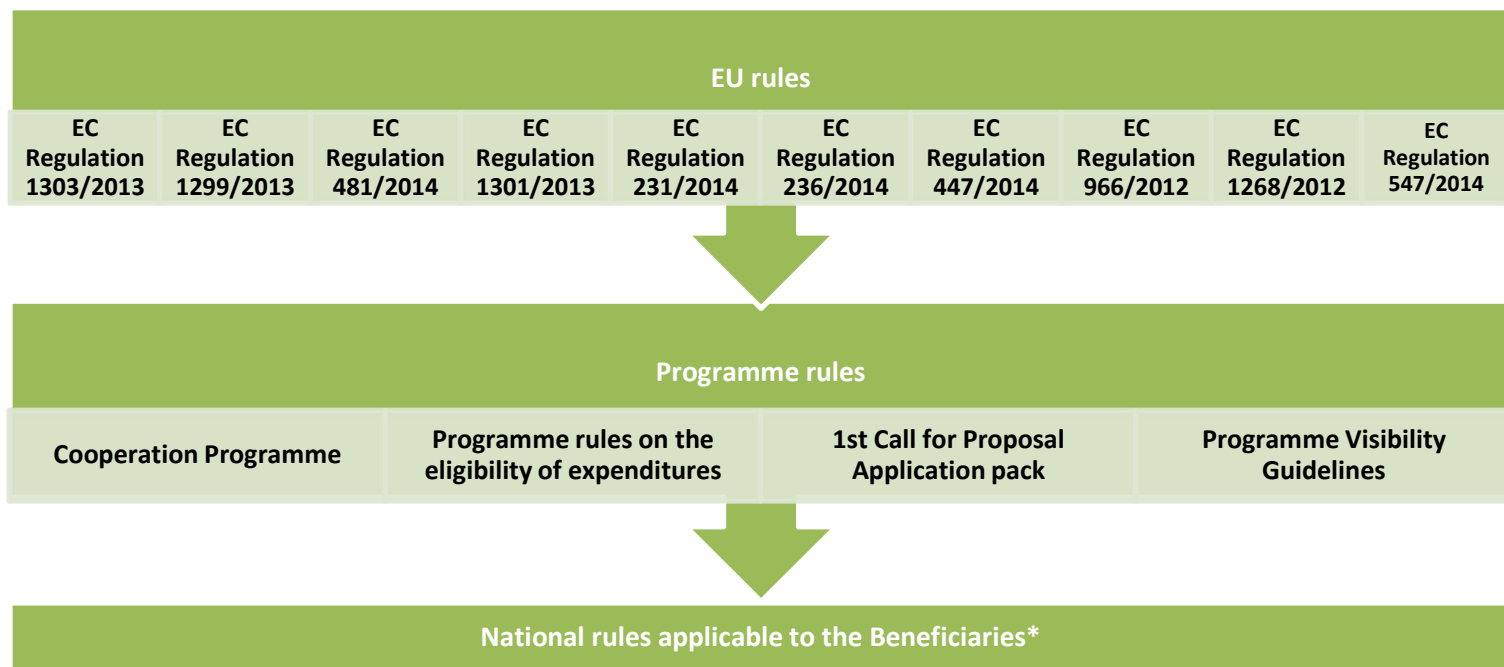 EU rules
EC
Regulation
1303/2013
EC
Regulation
1299/2013
EC
Regulation
481/2014
EC
Regulation
1301/2013
EC
Regulation
231/2014
EC
Regulation
236/2014
EC
Regulation
447/2014
EC
Regulation
966/2012
EC
Regulation
1268/2012
EC
Regulation
547/2014
Programme rules
Cooperation Programme
Programme rules on the
eligibility of expenditures
1st Call for Proposal
Application pack
Programme Visibility
Guidelines
National rules applicable to the Beneficiaries*